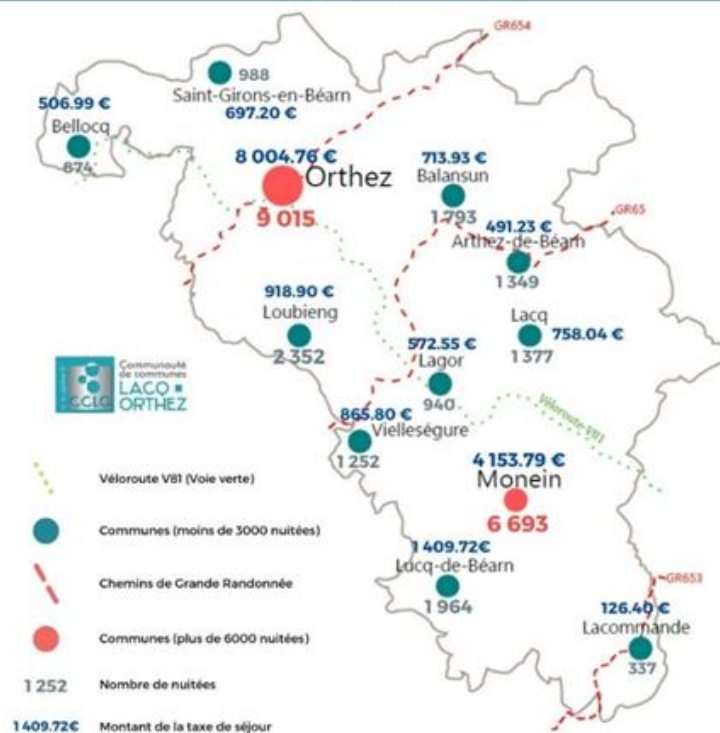 GR654
988
Saint-Girons-en-Béarn
697.20 €
506.99 €
Bellocq
874
8 004.76 €
Orthez
9 015
713.93 €
Balansun
1 793
GR65
491.23 €
Arthez-de-Béarn
1 349
918.90 €
Loubieng
2 352
Lacq
758.04 €
1 377
572.55 €
Lagor
940
Communauté
de communes
LACQ
ORTHEZ
CCLO
865.80 €
Vielleségure
1 252
Véloroute V81
4 153.79 €
Monein
6 693
1 409.72€
Lucq-de-Béarn
1 964
GR653
126.40 €
Lacommande
337
Véloroute V81 (Voie verte)
Communes (moins de 3000 nuitées)
Chemins de Grande Randonnée
Communes (plus de 6000 nuitées)
1 252 Nombre de nuitées
1 409.72€ Montant de la taxe de séjour